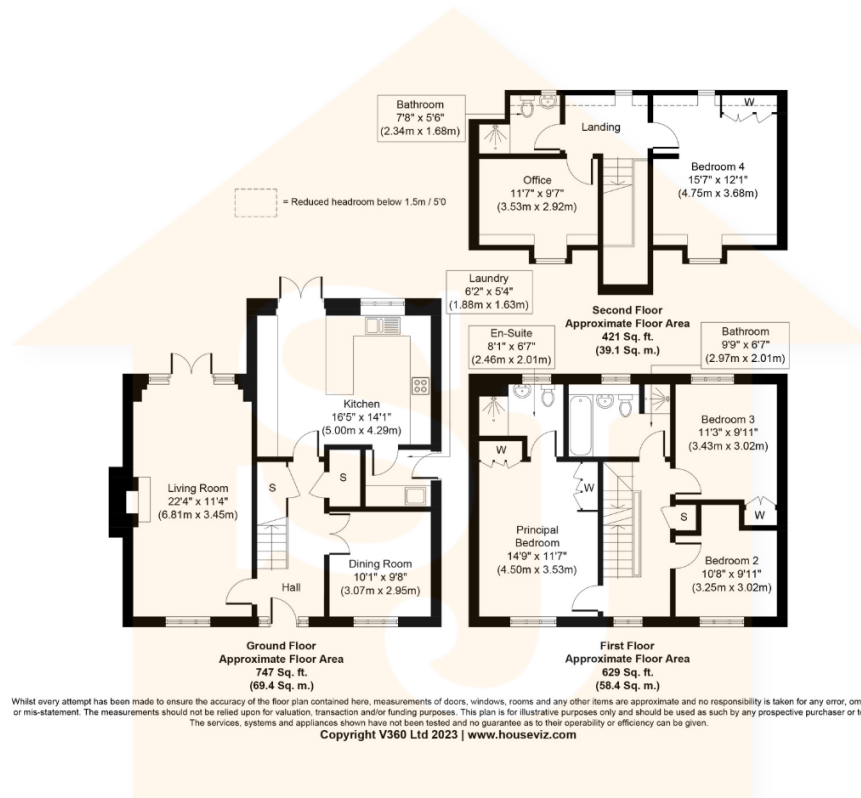 Bathroom
7'8" x 5'6"
(2.34m x 1.68m)
W
Landing
Bedroom 4
15'7" x 12'1"
(4.75m x 3.68m)
Office
11'7" x 9'7"
(3.53m x 2.92m)
= Reduced headroom below 1.5m / 5'0
Second Floor
Approximate Floor Area
421 Sq. ft.
(39.1 Sq. m.)
Laundry
6'2" x 5'4"
(1.88m x 1.63m)
En-Suite
8'1" x 6'7"
(2.46m x 2.01m)
Bathroom
9'9" x 6'7"
(2.97m x 2.01m)
Kitchen
16'5" x 14'1"
(5.00m x 4.29m)
Living Room
22'4" x 11'4"
(6.81m x 3.45m)
S
S
Dining Room
10'1" x 9'8"
(3.07m x 2.95m)
Hall
Ground Floor
Approximate Floor Area
747 Sq. ft.
(69.4 Sq. m.)
W
W
Principal
Bedroom
14'9" x 11'7"
(4.50m x 3.53m)
Bedroom 3
11'3" x 9'11"
(3.43m x 3.02m)
W
S
Bedroom 2
10'8" x 9'11"
(3.25m x 3.02m)
First Floor
Approximate Floor Area
629 Sq. ft.
(58.4 Sq. m.)
Whilst every attempt has been made to ensure the accuracy of the floor plan contained here, measurements of doors, windows, rooms and any other items are approximate and no responsibility is taken for any error, om
or mis-statement. The measurements should not be relied upon for valuation, transaction and/or funding purposes. This plan is for illustrative purposes only and should be used as such by any prospective purchaser or
The services, systems and appliances shown have not been tested and no guarantee as to their operability or efficiency can be given.
Copyright V360 Ltd 2023 | www.houseviz.com